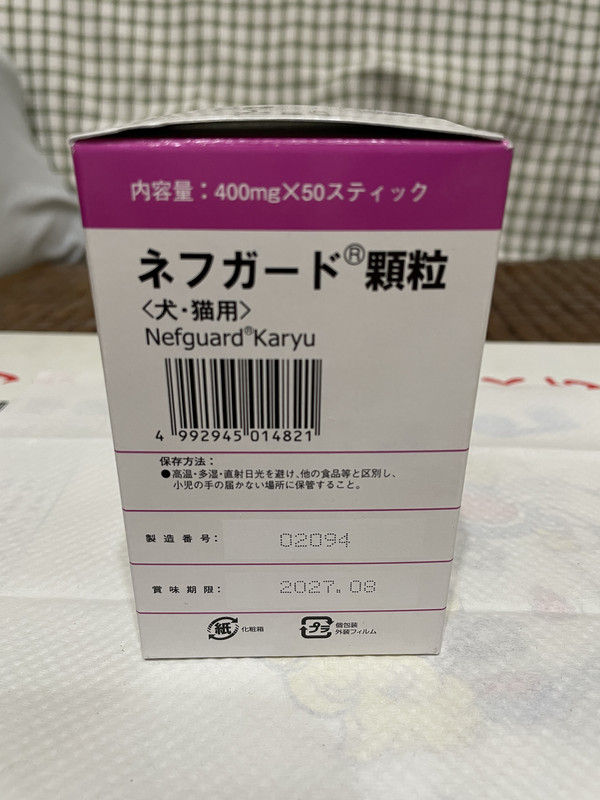 内容量：400mg×50スティック
ネフガード®顆粒
〈犬・猫用〉
Nefguard®Karyu
4 992945 014821
保存方法：
●高温・多湿・直射日光を避け、他の食品等と区別し、
小児の手の届かない場所に保管すること。
製造番号： 02094
賞味期限： 2027. 08
紙 化粧箱
プラ 個包装
外装フィルム